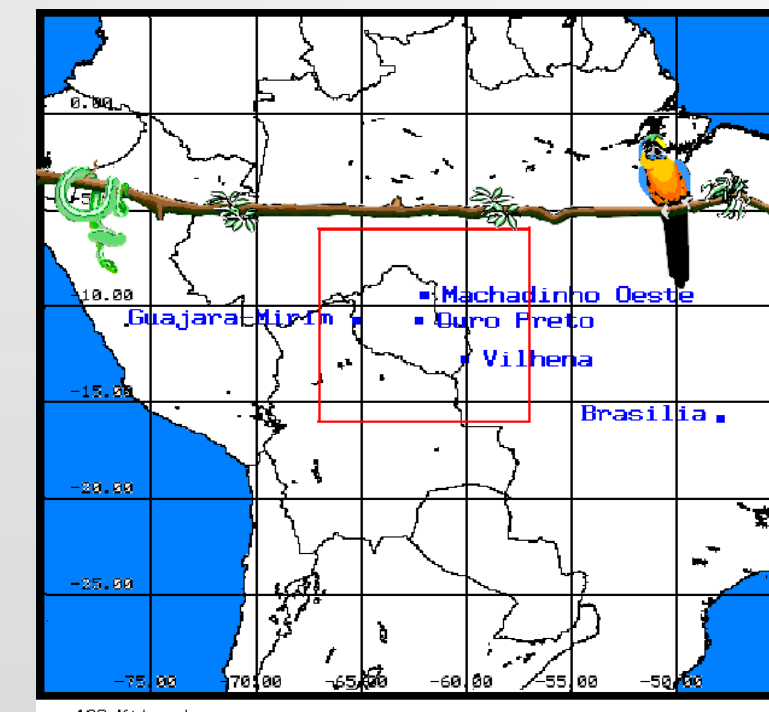 0.00
-5
-10.00
Machadinho Oeste
Guajara-Mirim
Ouro Preto
Vilhena
-15.00
Brasilia
-20.00
-25.00
-75.00 -70.00 -65.00 -60.00 -55.00 -50.00